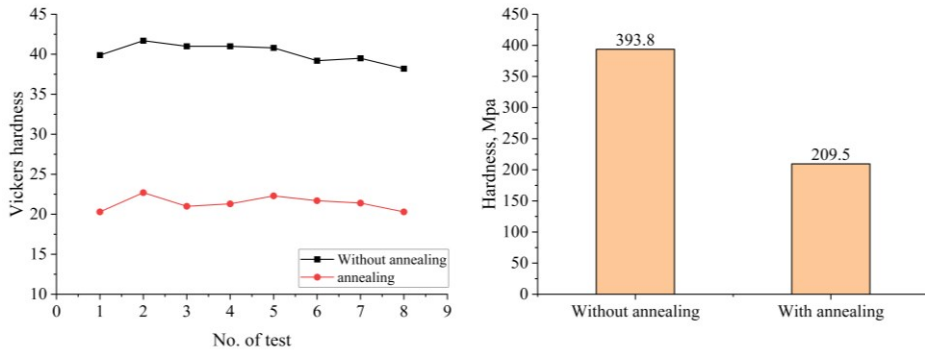 45
40
35
30
25
20
15
10
Vickers hardness
Without annealing
annealing
0 1 2 3 4 5 6 7 8 9
No. of test
450
400
350
300
250
200
150
100
50
0
Hardness, Mpa
393.8
209.5
Without annealing With annealing